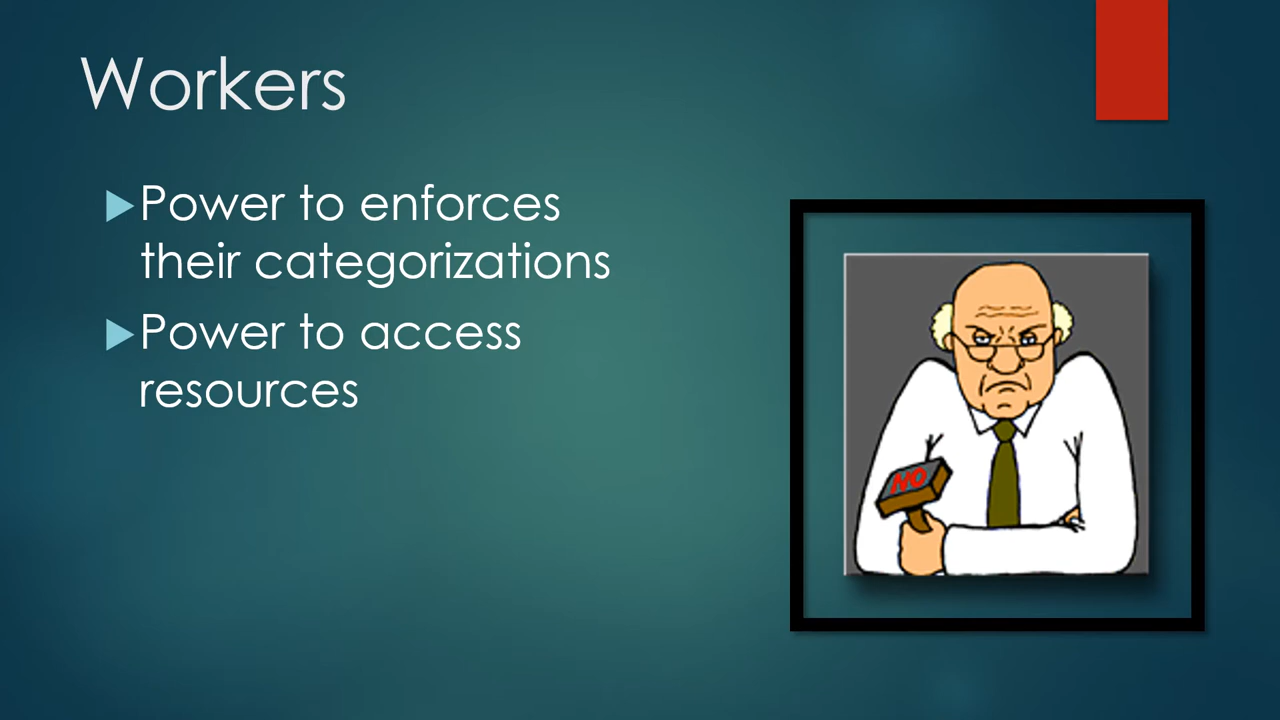 Workers
Power to enforces
their categorizations
Power to access
resources
NO